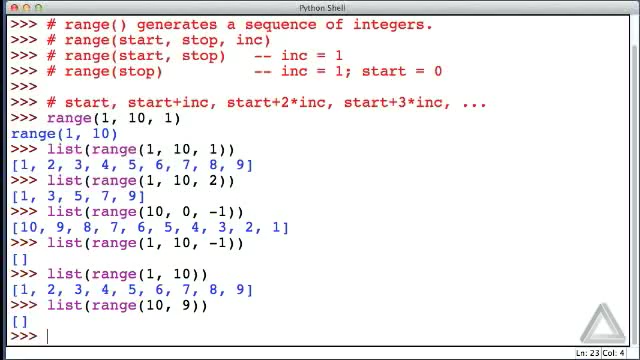 Python Shell
>>> # range() generates a sequence of integers.
>>> # range(start, stop, inc)
>>> # range(start, stop)   -- inc = 1
>>> # range(stop)          -- inc = 1; start = 0
>>>
>>> # start, start+inc, start+2*inc, start+3*inc, ...
>>> range(1, 10, 1)
range(1, 10)
>>> list(range(1, 10, 1))
[1, 2, 3, 4, 5, 6, 7, 8, 9]
>>> list(range(1, 10, 2))
[1, 3, 5, 7, 9]
>>> list(range(10, 0, -1))
[10, 9, 8, 7, 6, 5, 4, 3, 2, 1]
>>> list(range(1, 10, -1))
[]
>>> list(range(1, 10))
[1, 2, 3, 4, 5, 6, 7, 8, 9]
>>> list(range(10, 9))
[]
>>>
Ln: 23 Col: 4